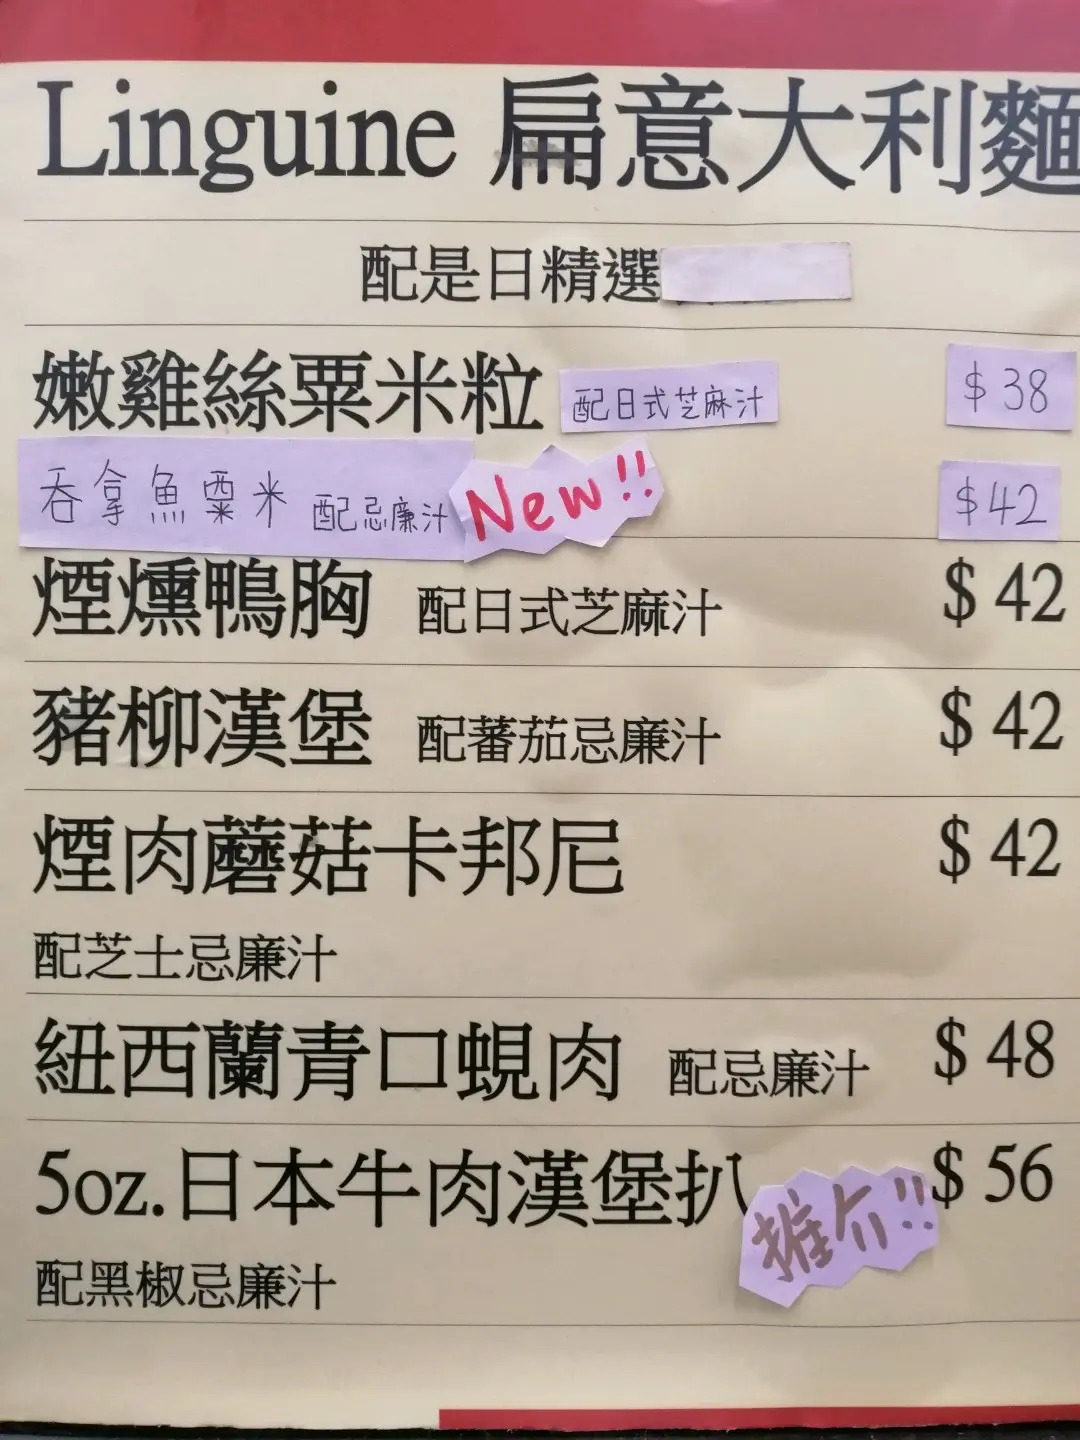 Linguine 扁意大利麵
配是日精選
嫩雞絲粟米粒 配日式芝麻汁 $38
吞拿魚粟米 配忌廉汁 New!! $42
煙燻鴨胸 配日式芝麻汁 $42
豬柳漢堡 配蕃茄忌廉汁 $42
煙肉蘑菇卡邦尼 $42
配芝士忌廉汁
紐西蘭青口蜆肉 配忌廉汁 $48
5oz.日本牛肉漢堡扒 $56
推介!!
配黑椒忌廉汁